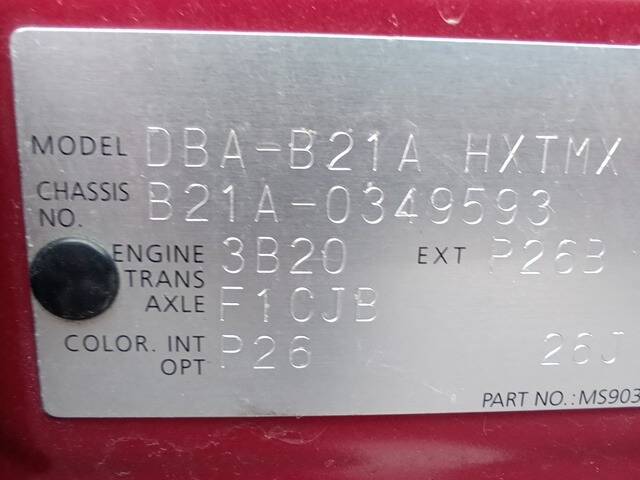 MODEL DBA-B21A HXTMX
CHASSIS NO. B21A-0349593
ENGINE 3B20 EXT P26B
TRANS AXLE F1CJB
COLOR. INT OPT P26 26J
PART NO.:MS903